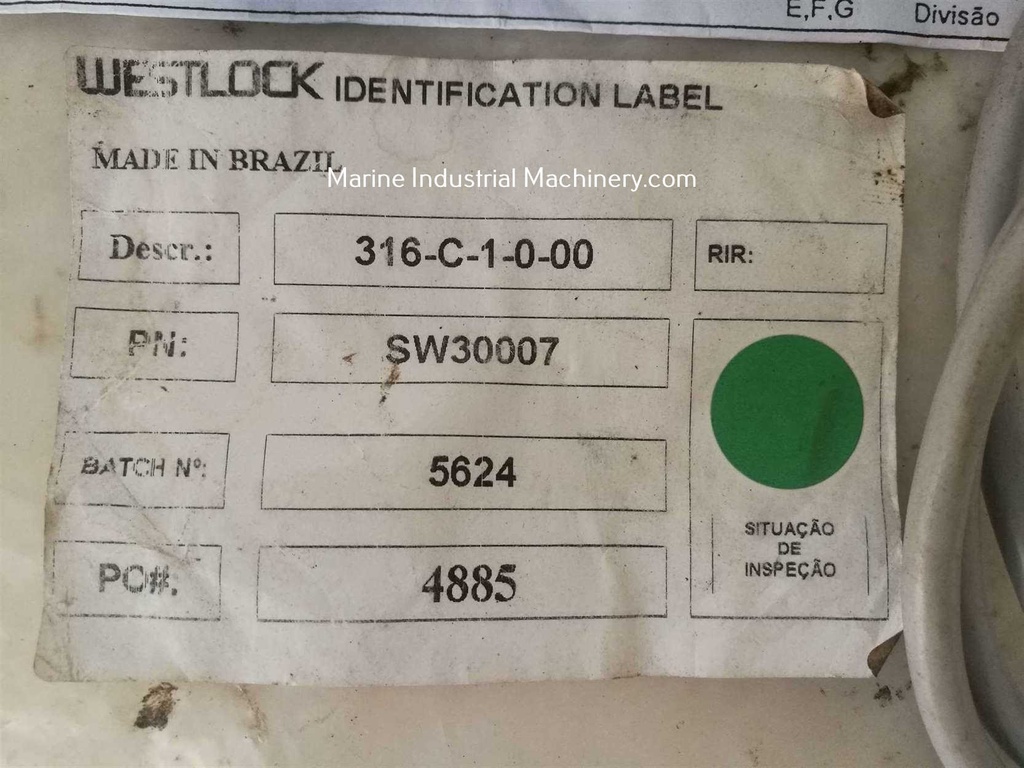 E,F,G Divisão
WESTLOCK IDENTIFICATION LABEL
MADE IN BRAZIL
Marine Industrial Machinery.com
Descr.: 316-C-1-0-00 RIR:
PN: SW30007
BATCH Nº: 5624
PO#. 4885
SITUAÇÃO
DE
INSPEÇÃO